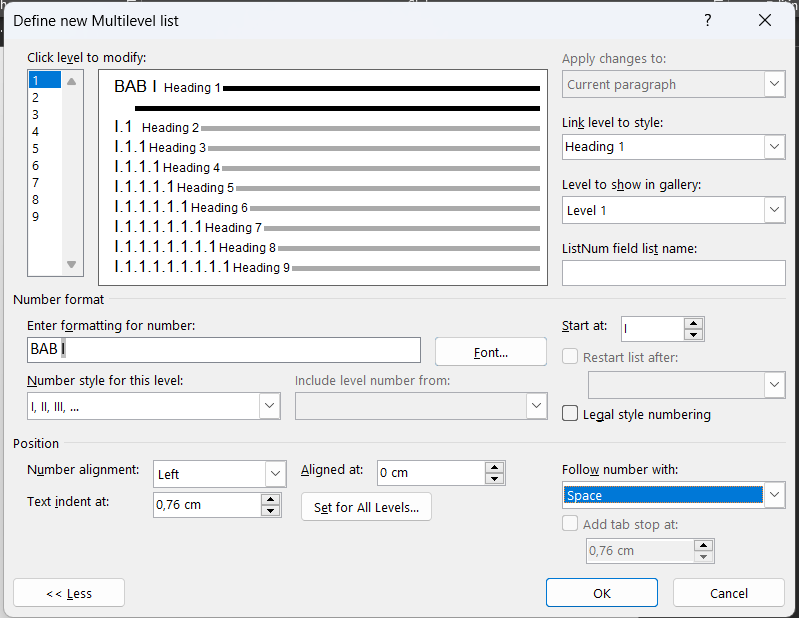 Define new Multilevel list
?
Click level to modify:
1
2
3
4
5
6
7
8
9
BAB I Heading 1
I.1 Heading 2
I.1.1 Heading 3
I.1.1.1 Heading 4
I.1.1.1.1 Heading 5
I.1.1.1.1.1 Heading 6
I.1.1.1.1.1.1 Heading 7
I.1.1.1.1.1.1.1 Heading 8
I.1.1.1.1.1.1.1.1 Heading 9
Apply changes to:
Current paragraph
Link level to style:
Heading 1
Level to show in gallery:
Level 1
ListNum field list name:
Number format
Enter formatting for number:
BAB I
Font...
Start at:
I
Restart list after:
Number style for this level:
I, II, III, ...
Include level number from:
Legal style numbering
Position
Number alignment:
Left
Aligned at:
0 cm
Text indent at:
0,76 cm
Set for All Levels...
Follow number with:
Space
Add tab stop at:
0,76 cm
<< Less
OK
Cancel